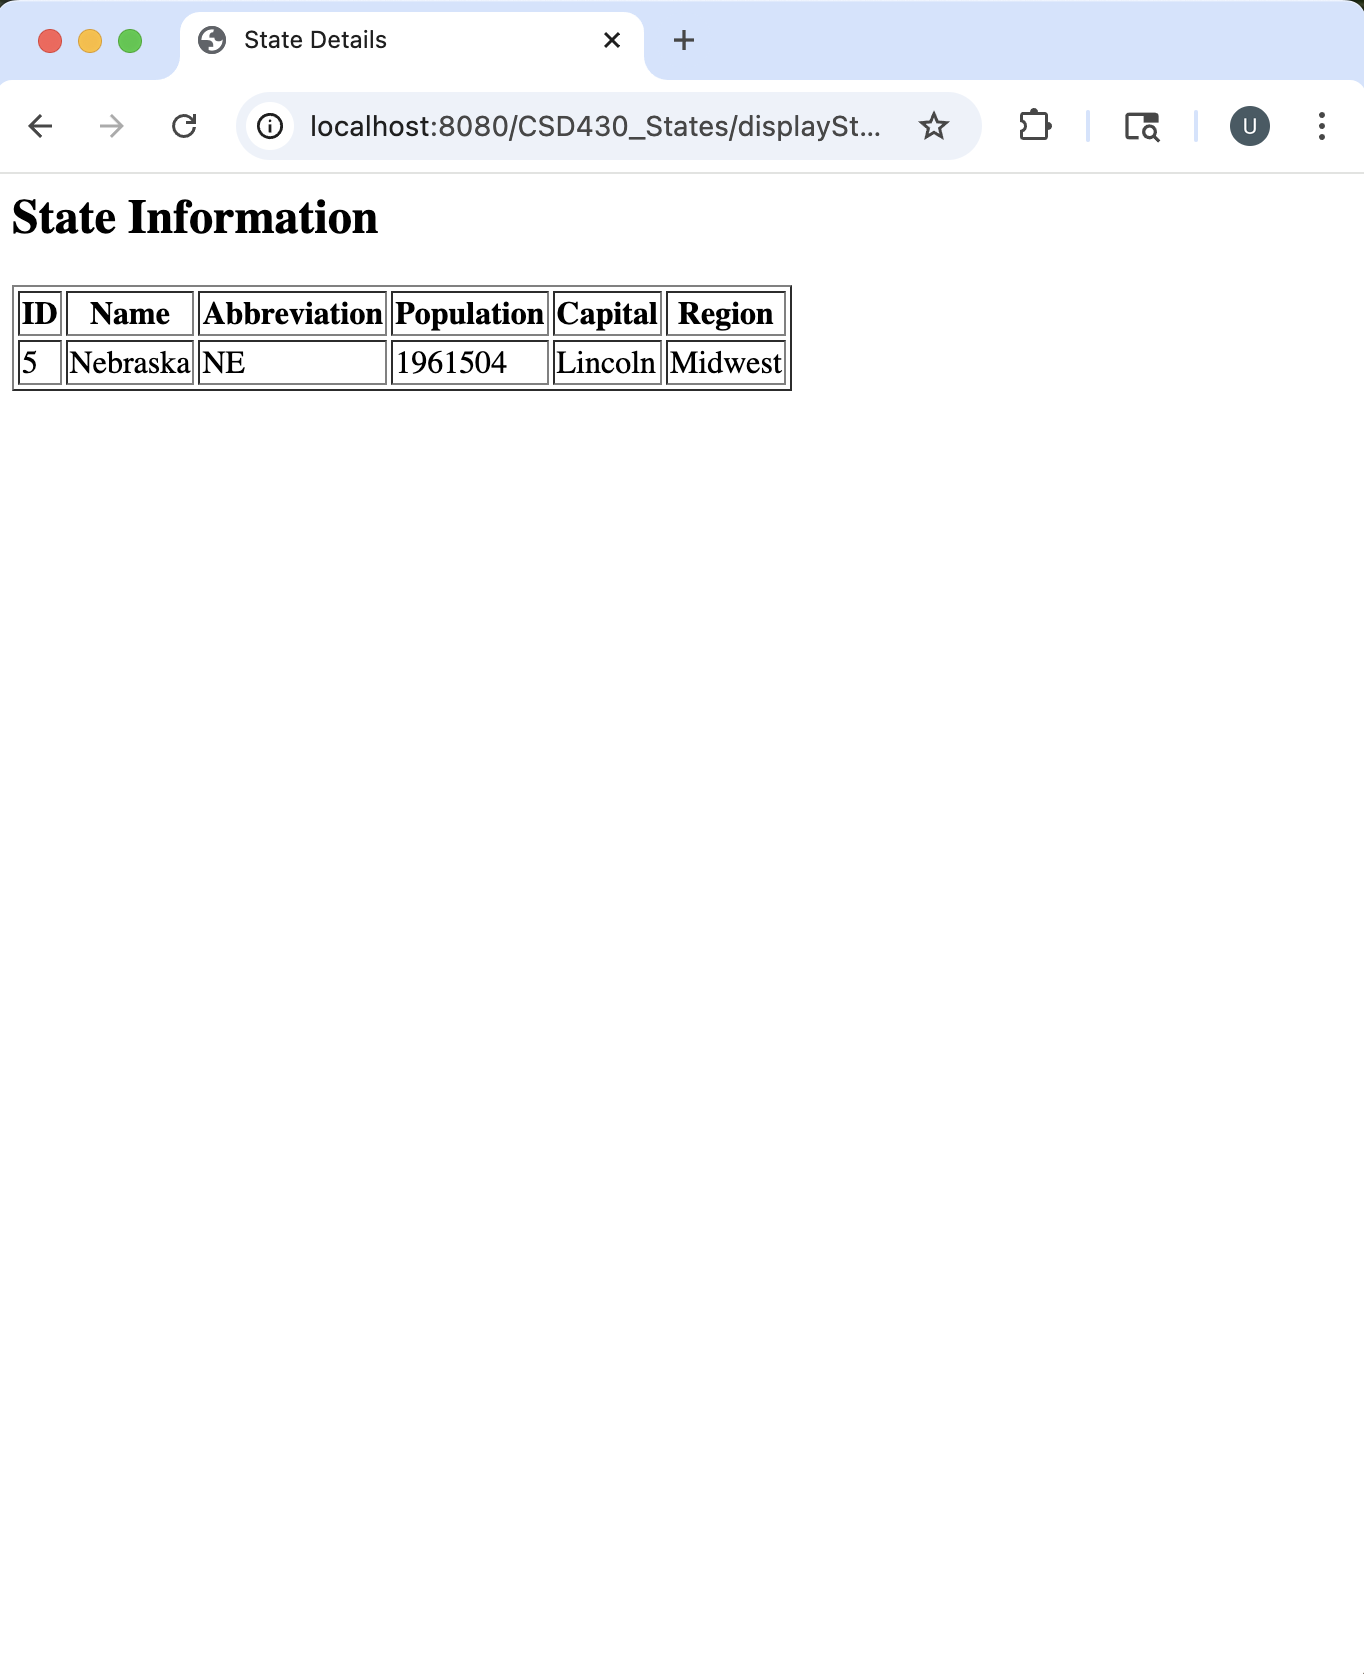 State Details
localhost:8080/CSD430_States/displaySt...
U
State Information
ID Name Abbreviation Population Capital Region
5 Nebraska NE 1961504 Lincoln Midwest